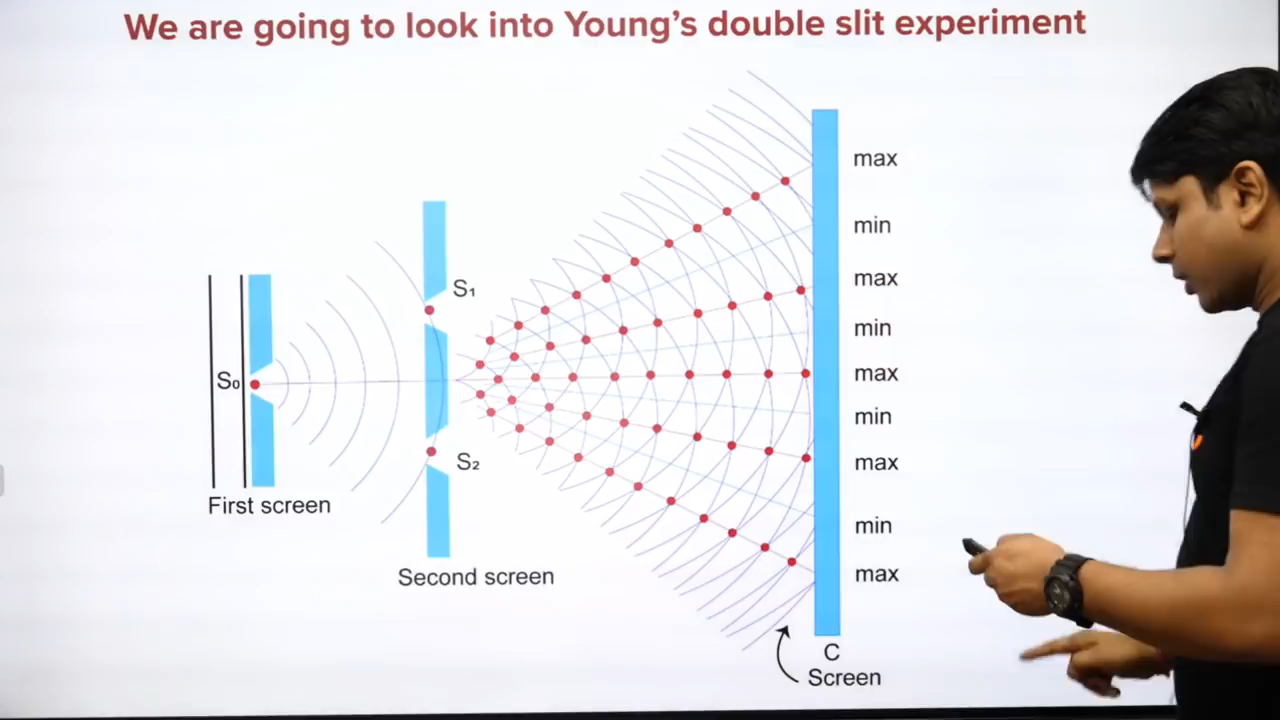 We are going to look into Young's double slit experiment
max
min
max
S₁
min
S₀
max
min
S₂
max
First screen
min
max
Second screen
C
Screen